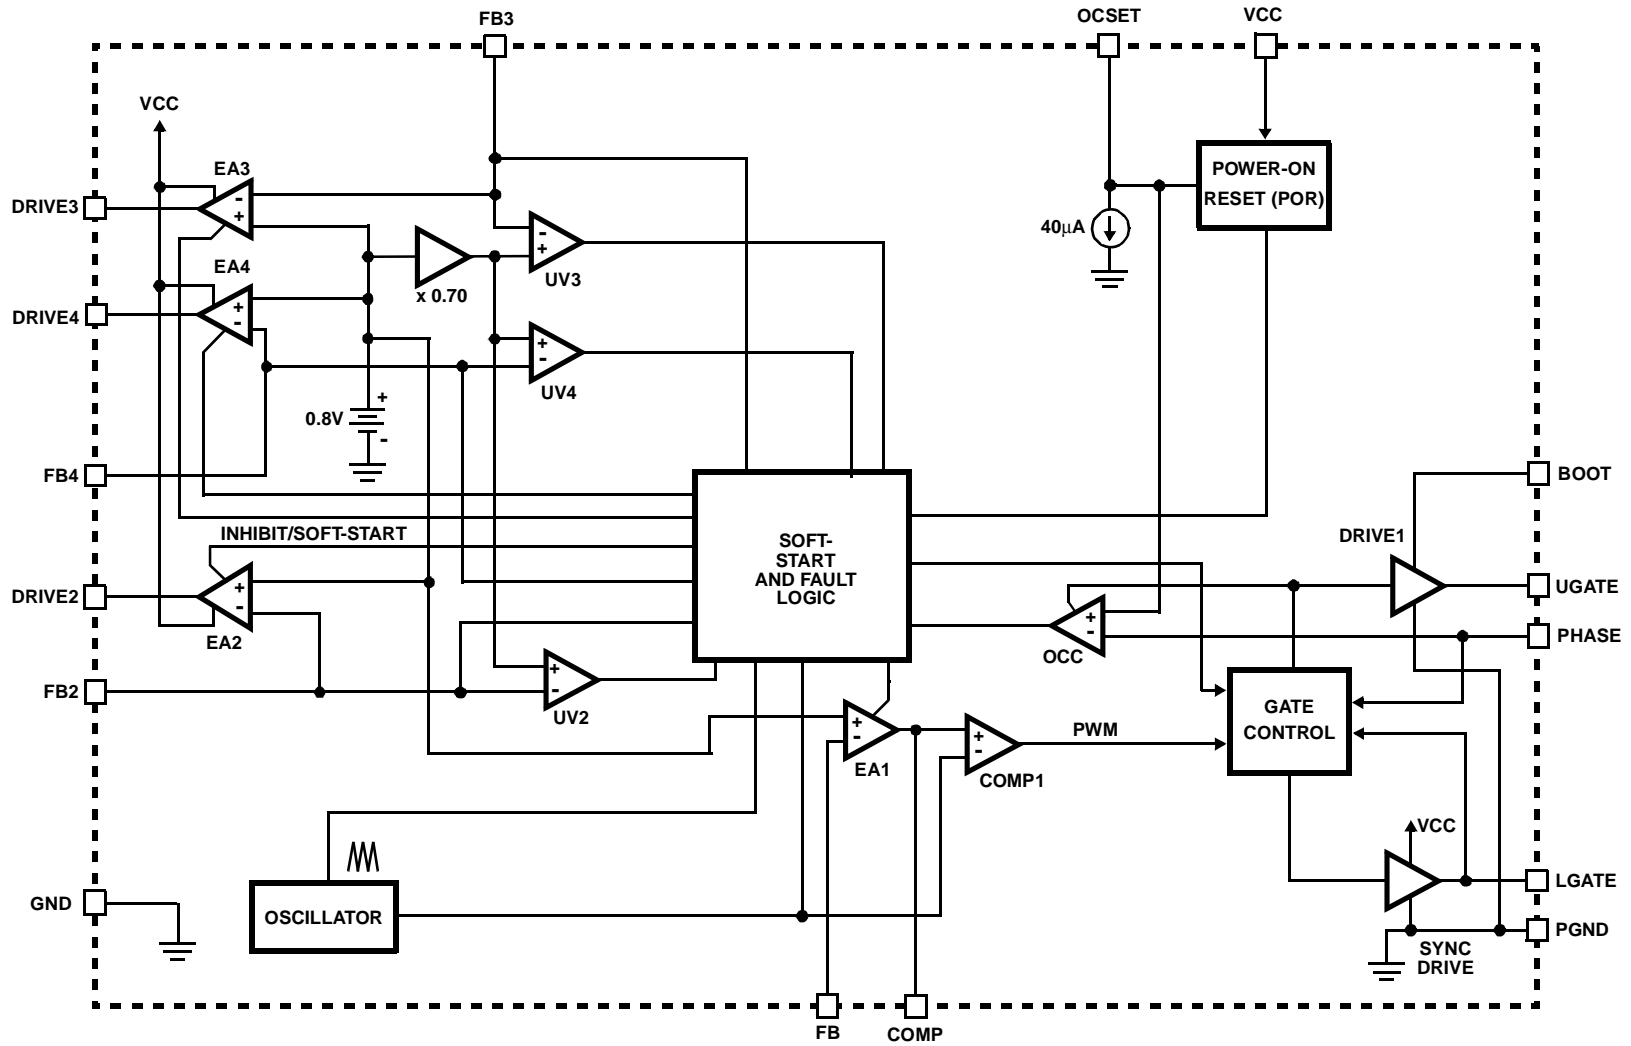 FB3
OCSET
VCC
VCC
EA3
-
+
DRIVE3
POWER-ON
RESET (POR)
40µA
-
+
UV3
EA4
+
-
x 0.70
DRIVE4
+
-
UV4
0.8V
+
-
FB4
BOOT
INHIBIT/SOFT-START
SOFT-
START
AND FAULT
LOGIC
DRIVE1
DRIVE2
+
-
EA2
UGATE
+
-
OCC
PHASE
FB2
+
-
UV2
GATE
CONTROL
+
-
EA1
+
-
COMP1
PWM
VCC
LGATE
GND
OSCILLATOR
PGND
SYNC
DRIVE
FB
COMP